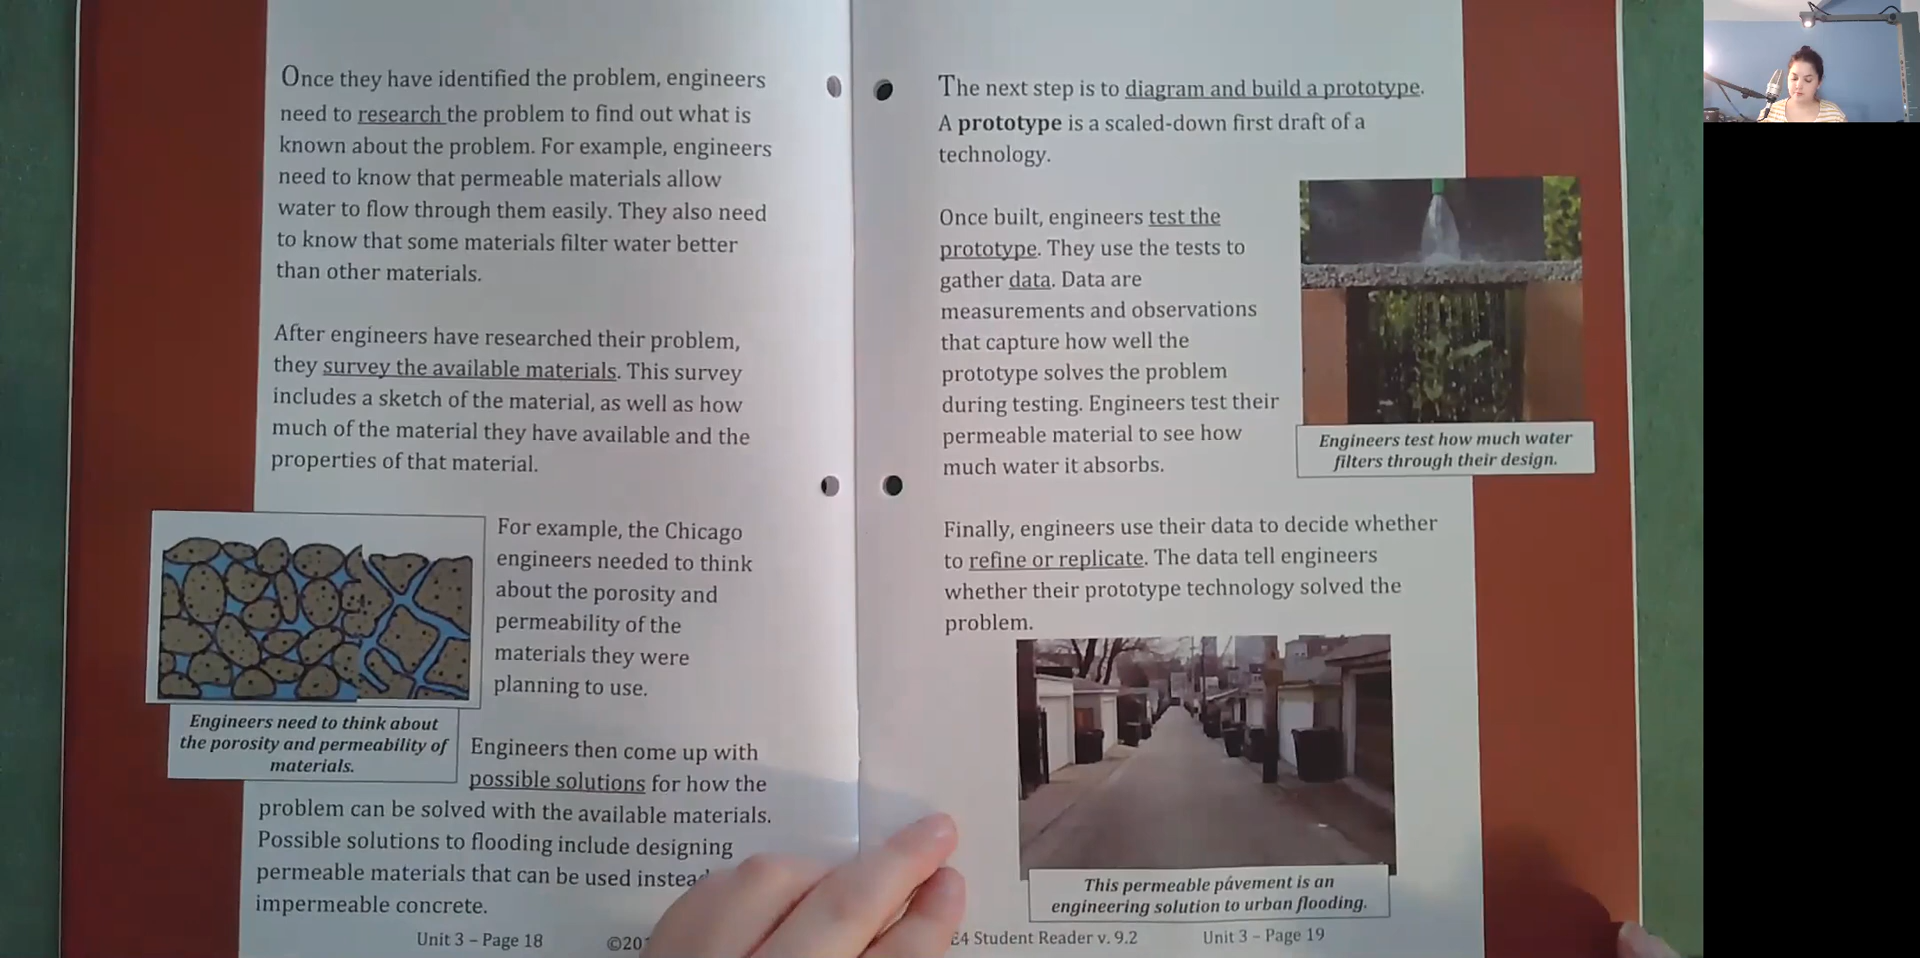 Once they have identified the problem, engineers
need to research the problem to find out what is
known about the problem. For example, engineers
need to know that permeable materials allow
water to flow through them easily. They also need
to know that some materials filter water better
than other materials.
After engineers have researched their problem,
they survey the available materials. This survey
includes a sketch of the material, as well as how
much of the material they have available and the
properties of that material.
For example, the Chicago
engineers needed to think
about the porosity and
permeability of the
materials they were
planning to use.
Engineers need to think about
the porosity and permeability of
materials.
Engineers then come up with
possible solutions for how the
problem can be solved with the available materials.
Possible solutions to flooding include designing
permeable materials that can be used
impermeable concrete.
Unit 3 – Page 18
The next step is to diagram and build a prototype.
A prototype is a scaled-down first draft of a
technology.
Once built, engineers test the
prototype. They use the tests to
gather data. Data are
measurements and observations
that capture how well the
prototype solves the problem
during testing. Engineers test their
permeable material to see how
much water it absorbs.
Engineers test how much water
filters through their design.
Finally, engineers use their data to decide whether
to refine or replicate. The data tell engineers
whether their prototype technology solved the
problem.
This permeable pavement is an
engineering solution to urban flooding.
E4 Student Reader v. 9.2
Unit 3 – Page 19